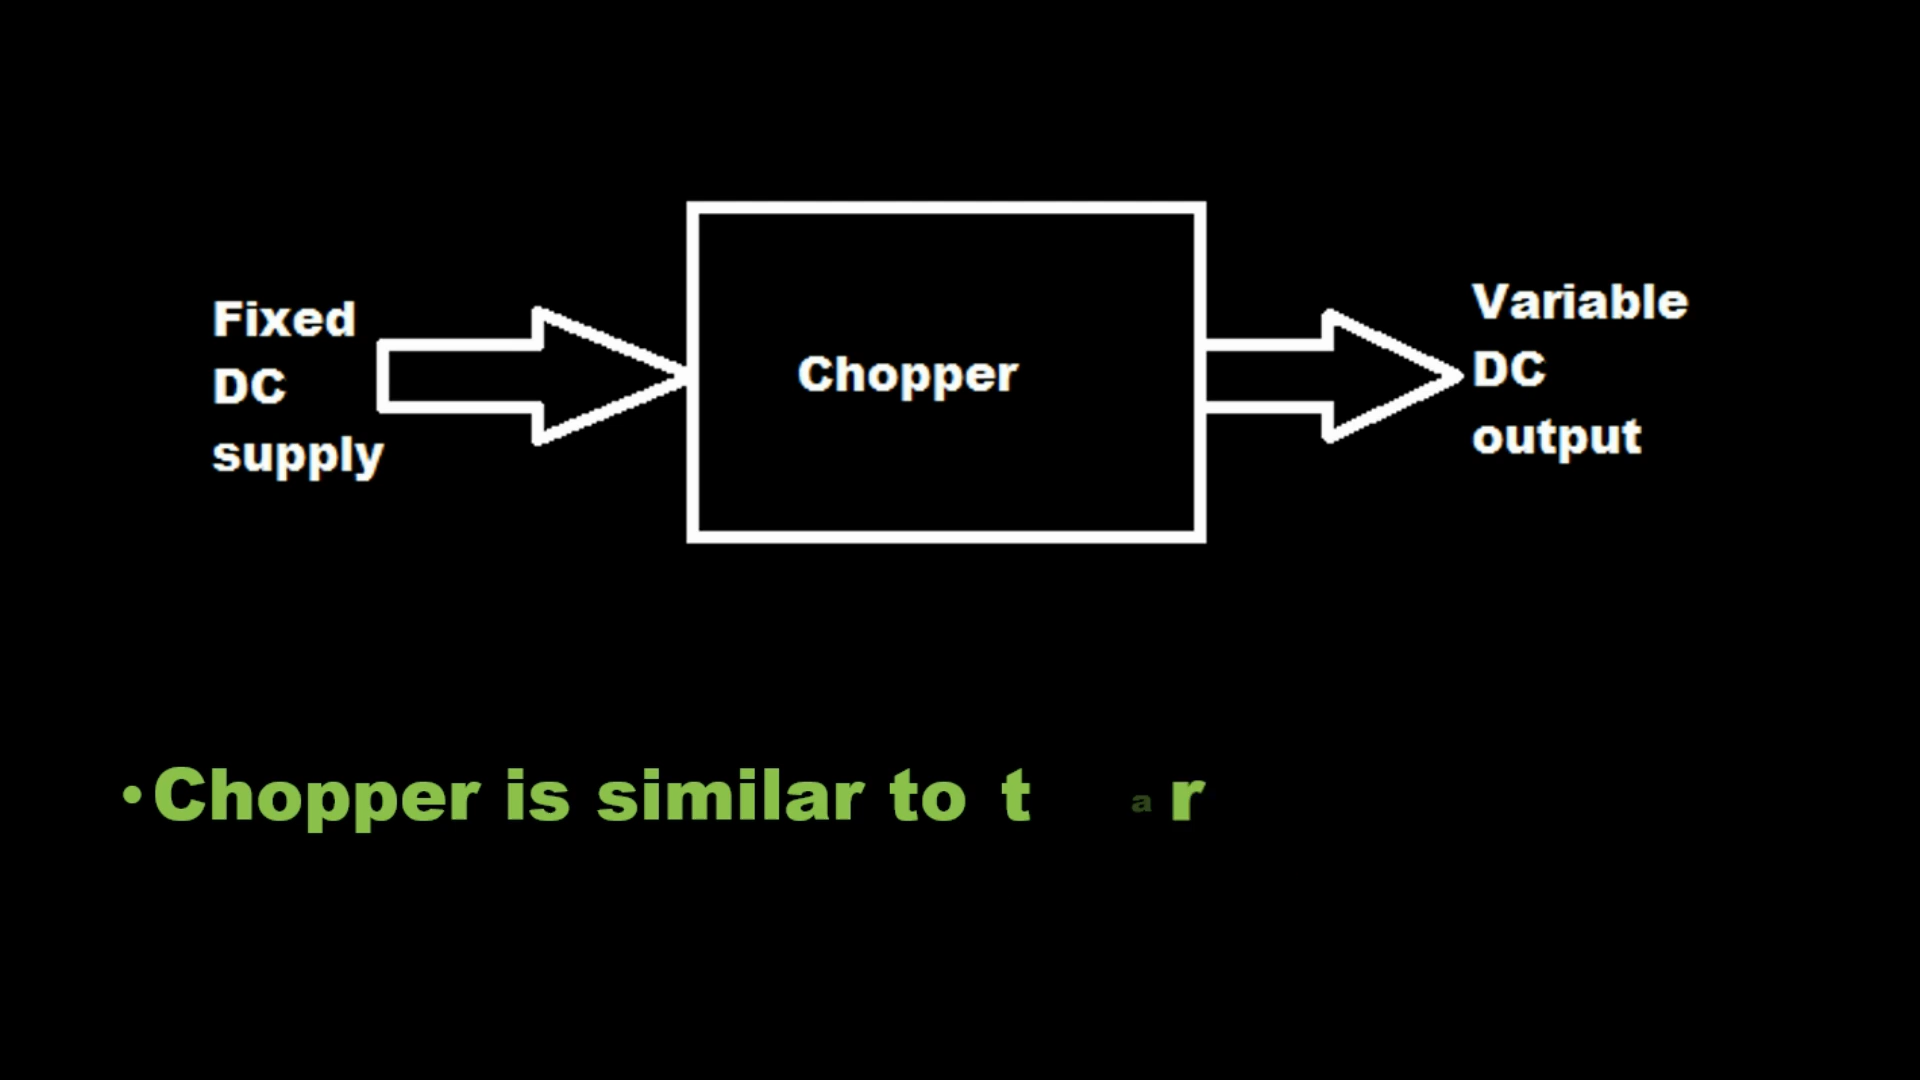 Fixed
DC
supply
Chopper
Variable
DC
output
•Chopper is similar to t a r